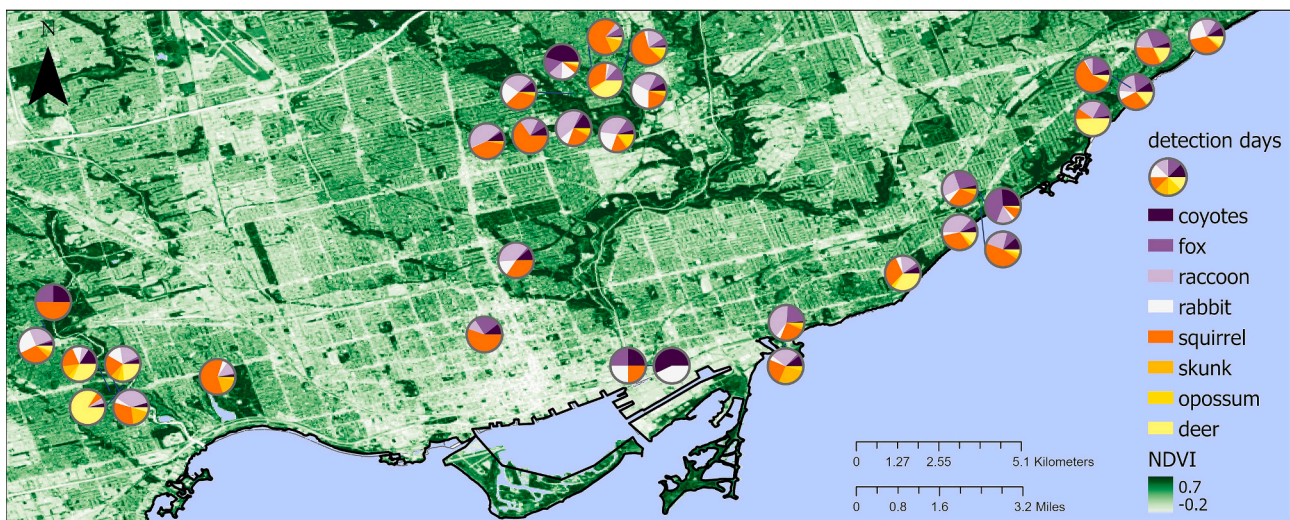 N
detection days
coyotes
fox
raccoon
rabbit
squirrel
skunk
opossum
deer
NDVI
0.7
-0.2
0 1.27 2.55 5.1 Kilometers
0 0.8 1.6 3.2 Miles